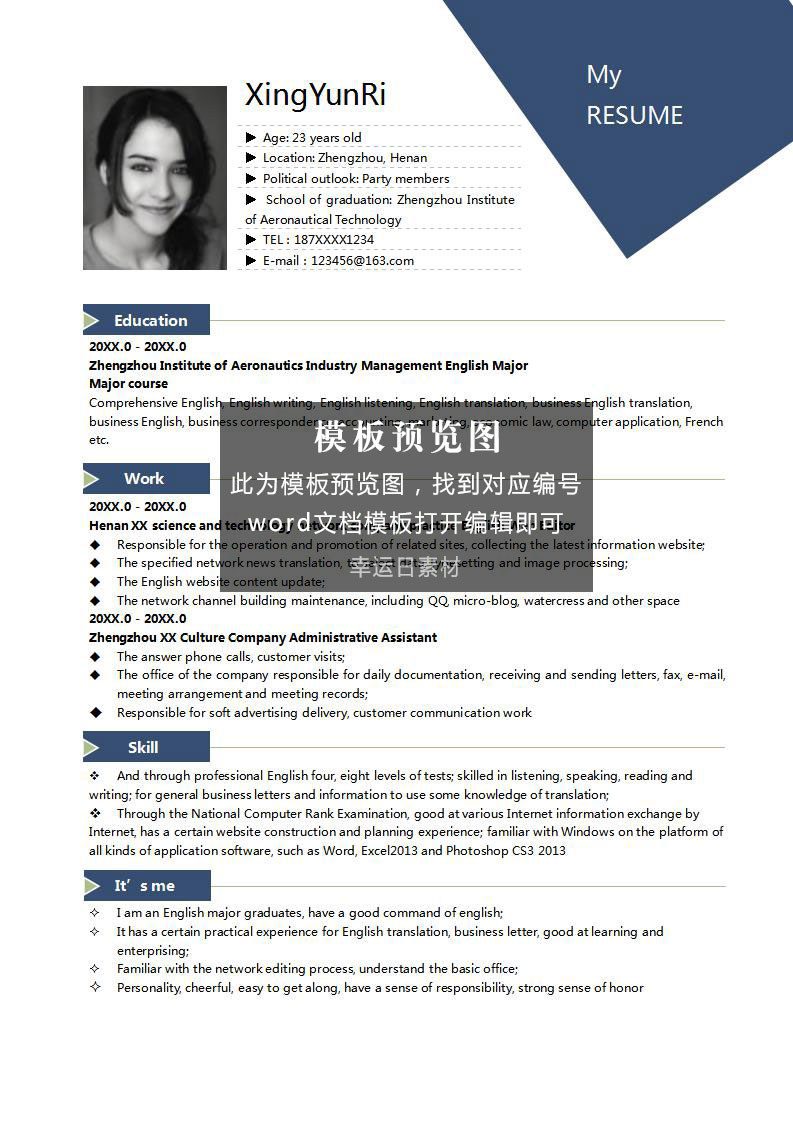 My
RESUME
XingYunRi
Age: 23 years old
Location: Zhengzhou, Henan
Political outlook: Party members
School of graduation: Zhengzhou Institute
of Aeronautical Technology
TEL : 187XXXX1234
E-mail : 123456@163.com
Education
20XX.0 - 20XX.0
Zhengzhou Institute of Aeronautics Industry Management English Major
Major course
Comprehensive English, English writing, English listening, English translation, business English translation,
business English, business law, computer application, French
etc.
模板预览图
此为模板预览图，找到对应编号
word文档模板打开编辑即可
幸运日素材
Work
20XX.0 - 20XX.0
Henan XX science and Editor
◆ Responsible for the operation and promotion of related sites, collecting the latest information website;
◆ The specified network news translation, setting and image processing;
◆ The English website content update;
◆ The network channel building maintenance, including QQ, micro-blog, watercress and other space
20XX.0 - 20XX.0
Zhengzhou XX Culture Company Administrative Assistant
◆ The answer phone calls, customer visits;
◆ The office of the company responsible for daily documentation, receiving and sending letters, fax, e-mail,
meeting arrangement and meeting records;
◆ Responsible for soft advertising delivery, customer communication work
Skill
❖ And through professional English four, eight levels of tests; skilled in listening, speaking, reading and
writing; for general business letters and information to use some knowledge of translation;
❖ Through the National Computer Rank Examination, good at various Internet information exchange by
Internet, has a certain website construction and planning experience; familiar with Windows on the platform of
all kinds of application software, such as Word, Excel2013 and Photoshop CS3 2013
It's me
✧ I am an English major graduates, have a good command of english;
✧ It has a certain practical experience for English translation, business letter, good at learning and
enterprising;
✧ Familiar with the network editing process, understand the basic office;
✧ Personality, cheerful, easy to get along, have a sense of responsibility, strong sense of honor